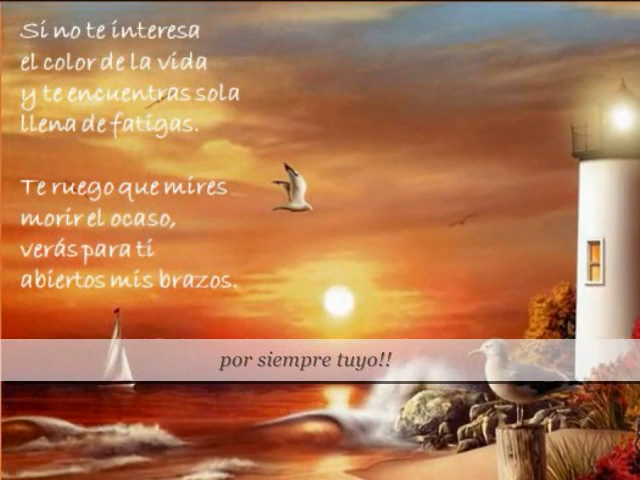 Si no te interesa
el color de la vida
y te encuentras sola
llena de fatigas.
Te ruego que mires
morir el ocaso,
verás para ti
abiertos mis brazos.
por siempre tuyo!!